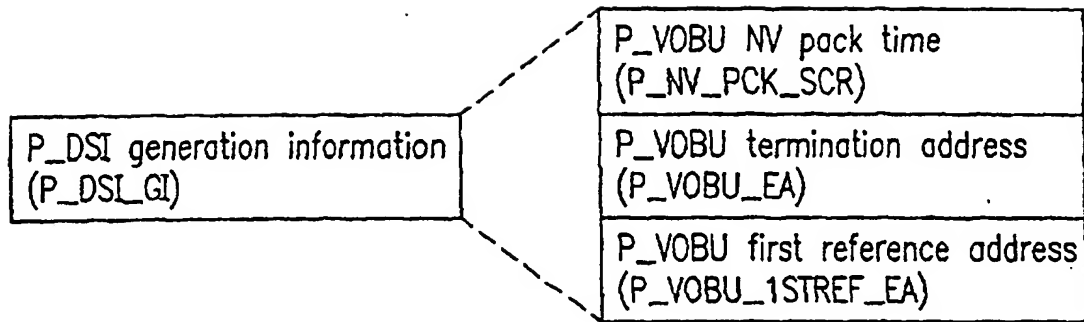 P_DSI generation information
(P_DSI_GI)
P_VOBU NV pack time
(P_NV_PCK_SCR)
P_VOBU termination address
(P_VOBU_EA)
P_VOBU first reference address
(P_VOBU_1STREF_EA)